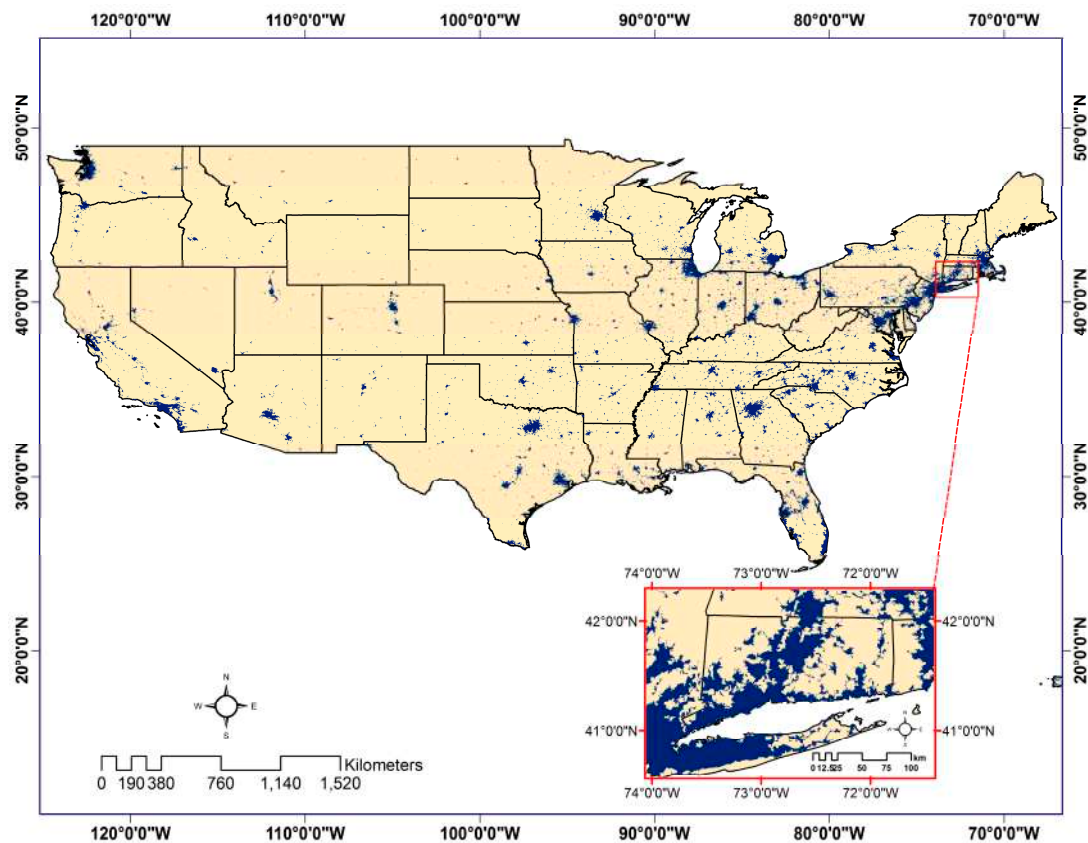 120°0'0"W 110°0'0"W 100°0'0"W 90°0'0"W 80°0'0"W 70°0'0"W
50°0'0"N 50°0'0"N
40°0'0"N 40°0'0"N
30°0'0"N 30°0'0"N
20°0'0"N 20°0'0"N
74°0'0"W 73°0'0"W 72°0'0"W
42°0'0"N 42°0'0"N
41°0'0"N 41°0'0"N
N
W E
S
N
W E
S
Kilometers
0 190 380 760 1,140 1,520
km
0 12.5 25 50 75 100
74°0'0"W 73°0'0"W 72°0'0"W
120°0'0"W 110°0'0"W 100°0'0"W 90°0'0"W 80°0'0"W 70°0'0"W